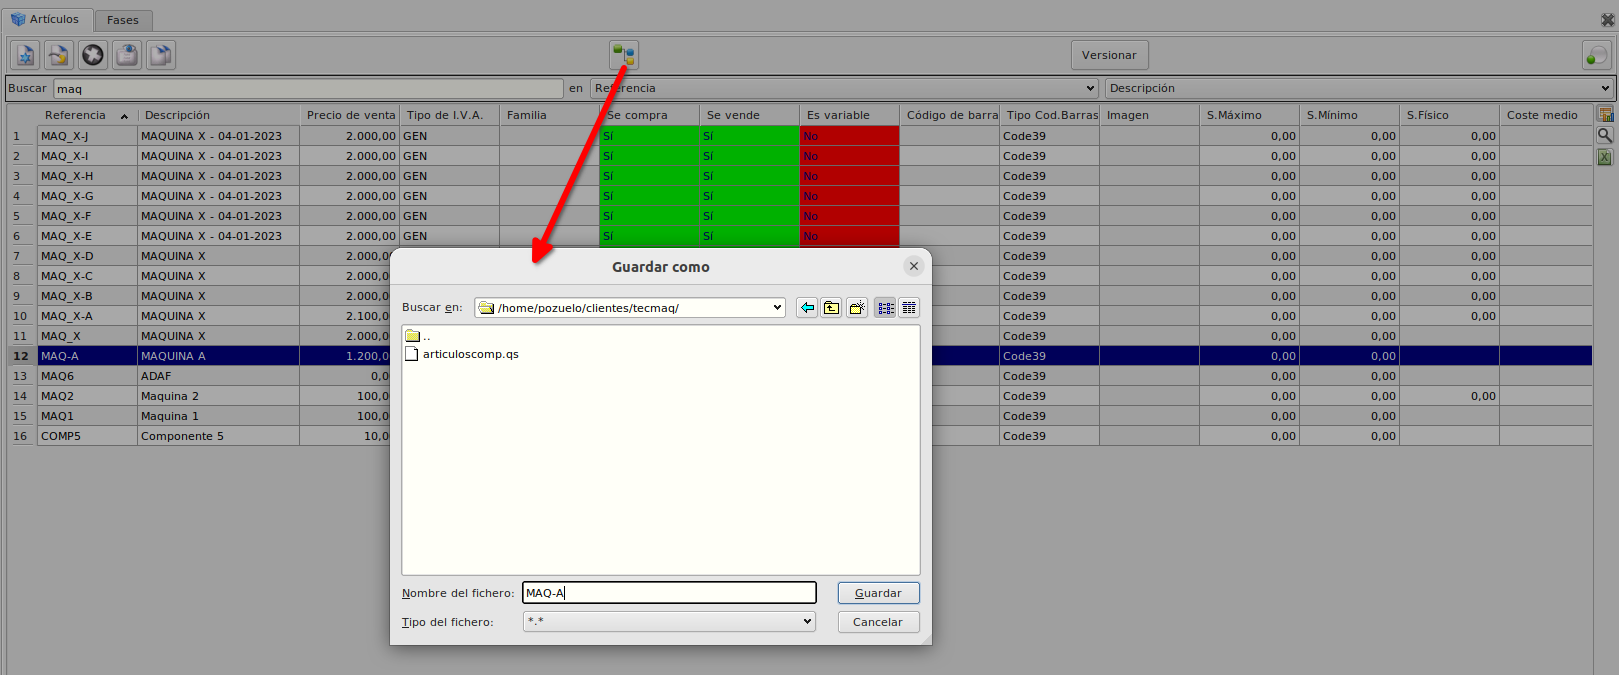 Artículos Fases
Versionar
Buscar maq en Referencia Descripción
Referencia Descripción Precio de venta Tipo de I.V.A. Familia Se compra Se vende Es variable Código de barra Tipo Cod.Barras Imagen S.Máximo S.Mínimo S.Físico Coste medio
1 MAQ_X-J MAQUINA X - 04-01-2023 2.000,00 GEN Sí Sí No Code39 0,00 0,00 0,00
2 MAQ_X-I MAQUINA X - 04-01-2023 2.000,00 GEN Sí Sí No Code39 0,00 0,00 0,00
3 MAQ_X-H MAQUINA X - 04-01-2023 2.000,00 GEN Sí Sí No Code39 0,00 0,00 0,00
4 MAQ_X-G MAQUINA X - 04-01-2023 2.000,00 GEN Sí Sí No Code39 0,00 0,00 0,00
5 MAQ_X-F MAQUINA X - 04-01-2023 2.000,00 GEN Sí Sí No Code39 0,00 0,00 0,00
6 MAQ_X-E MAQUINA X - 04-01-2023 2.000,00 GEN Sí Sí No Code39 0,00 0,00 0,00
7 MAQ_X-D MAQUINA X 2.000,0 Code39 0,00 0,00 0,00
8 MAQ_X-C MAQUINA X 2.000,0 Code39 0,00 0,00 0,00
9 MAQ_X-B MAQUINA X 2.000,0 Code39 0,00 0,00 0,00
10 MAQ_X-A MAQUINA X 2.100,0 Code39 0,00 0,00 0,00
11 MAQ_X MAQUINA X 2.000,0 Code39 0,00 0,00
12 MAQ-A MAQUINA A 1.200,0 Code39 0,00 0,00
13 MAQ6 ADAF 0,0 Code39 0,00 0,00
14 MAQ2 Maquina 2 100,0 Code39 0,00 0,00 0,00
15 MAQ1 Maquina 1 100,0 Code39 0,00 0,00
16 COMP5 Componente 5 10,0 Code39 0,00 0,00
Guardar como
Buscar en: /home/pozuelo/clientes/tecmaq/
..
articuloscomp.qs
Nombre del fichero: MAQ-A Guardar
Tipo del fichero: *.* Cancelar